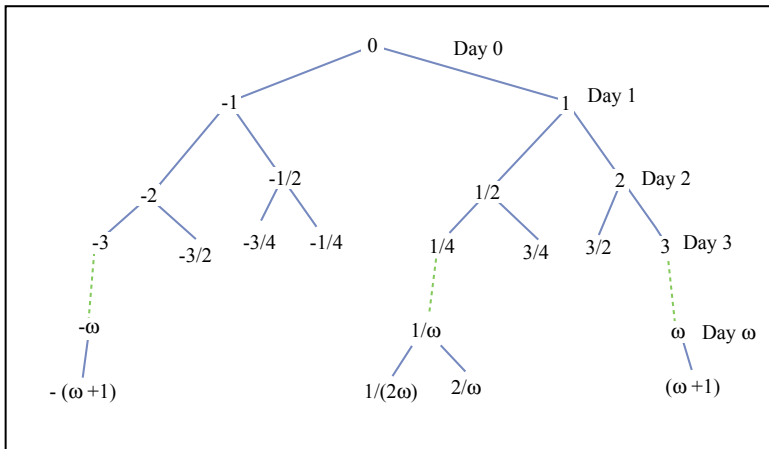 0 Day 0
-1 1 Day 1
-2 -1/2 1/2 2 Day 2
-3 -3/2 -3/4 -1/4 1/4 3/4 3/2 3 Day 3
-ω 1/ω ω Day ω
- (ω +1) 1/(2ω) 2/ω (ω +1)